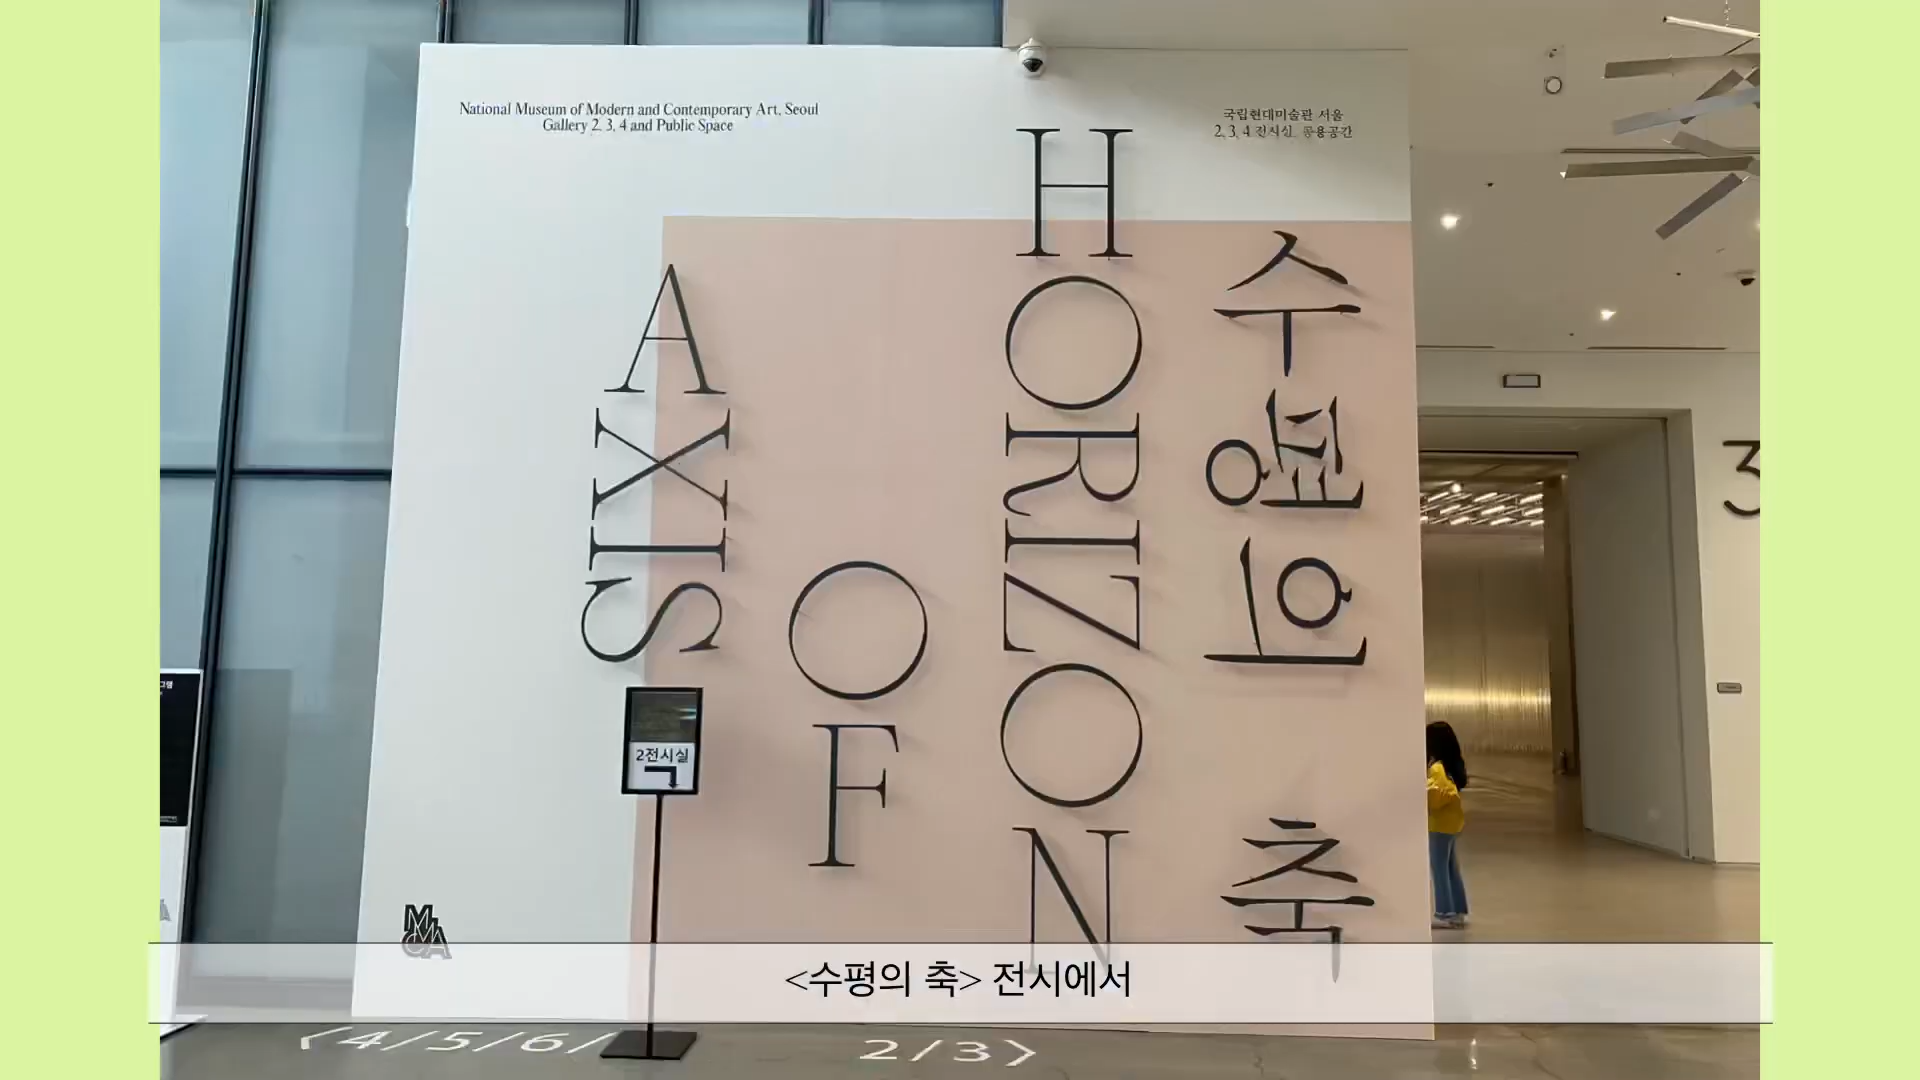 National Museum of Modern and Contemporary Art, Seoul
Gallery 2, 3, 4 and Public Space
국립현대미술관 서울
2, 3, 4 전시실, 공용공간
AXIS
OF
HORIZON
수평의
축
3
2전시실
MMCA
<수평의 축> 전시에서
<4/5/6/
2/3>